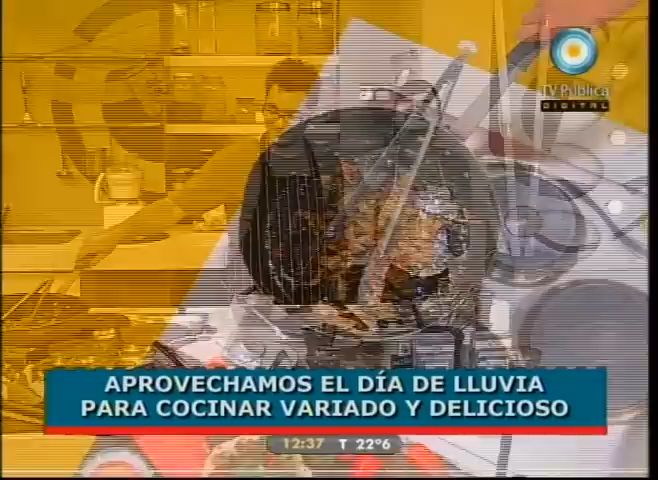 TV Pública
DIGITAL
APROVECHAMOS EL DÍA DE LLUVIA
PARA COCINAR VARIADO Y DELICIOSO
12:37 T 22°6